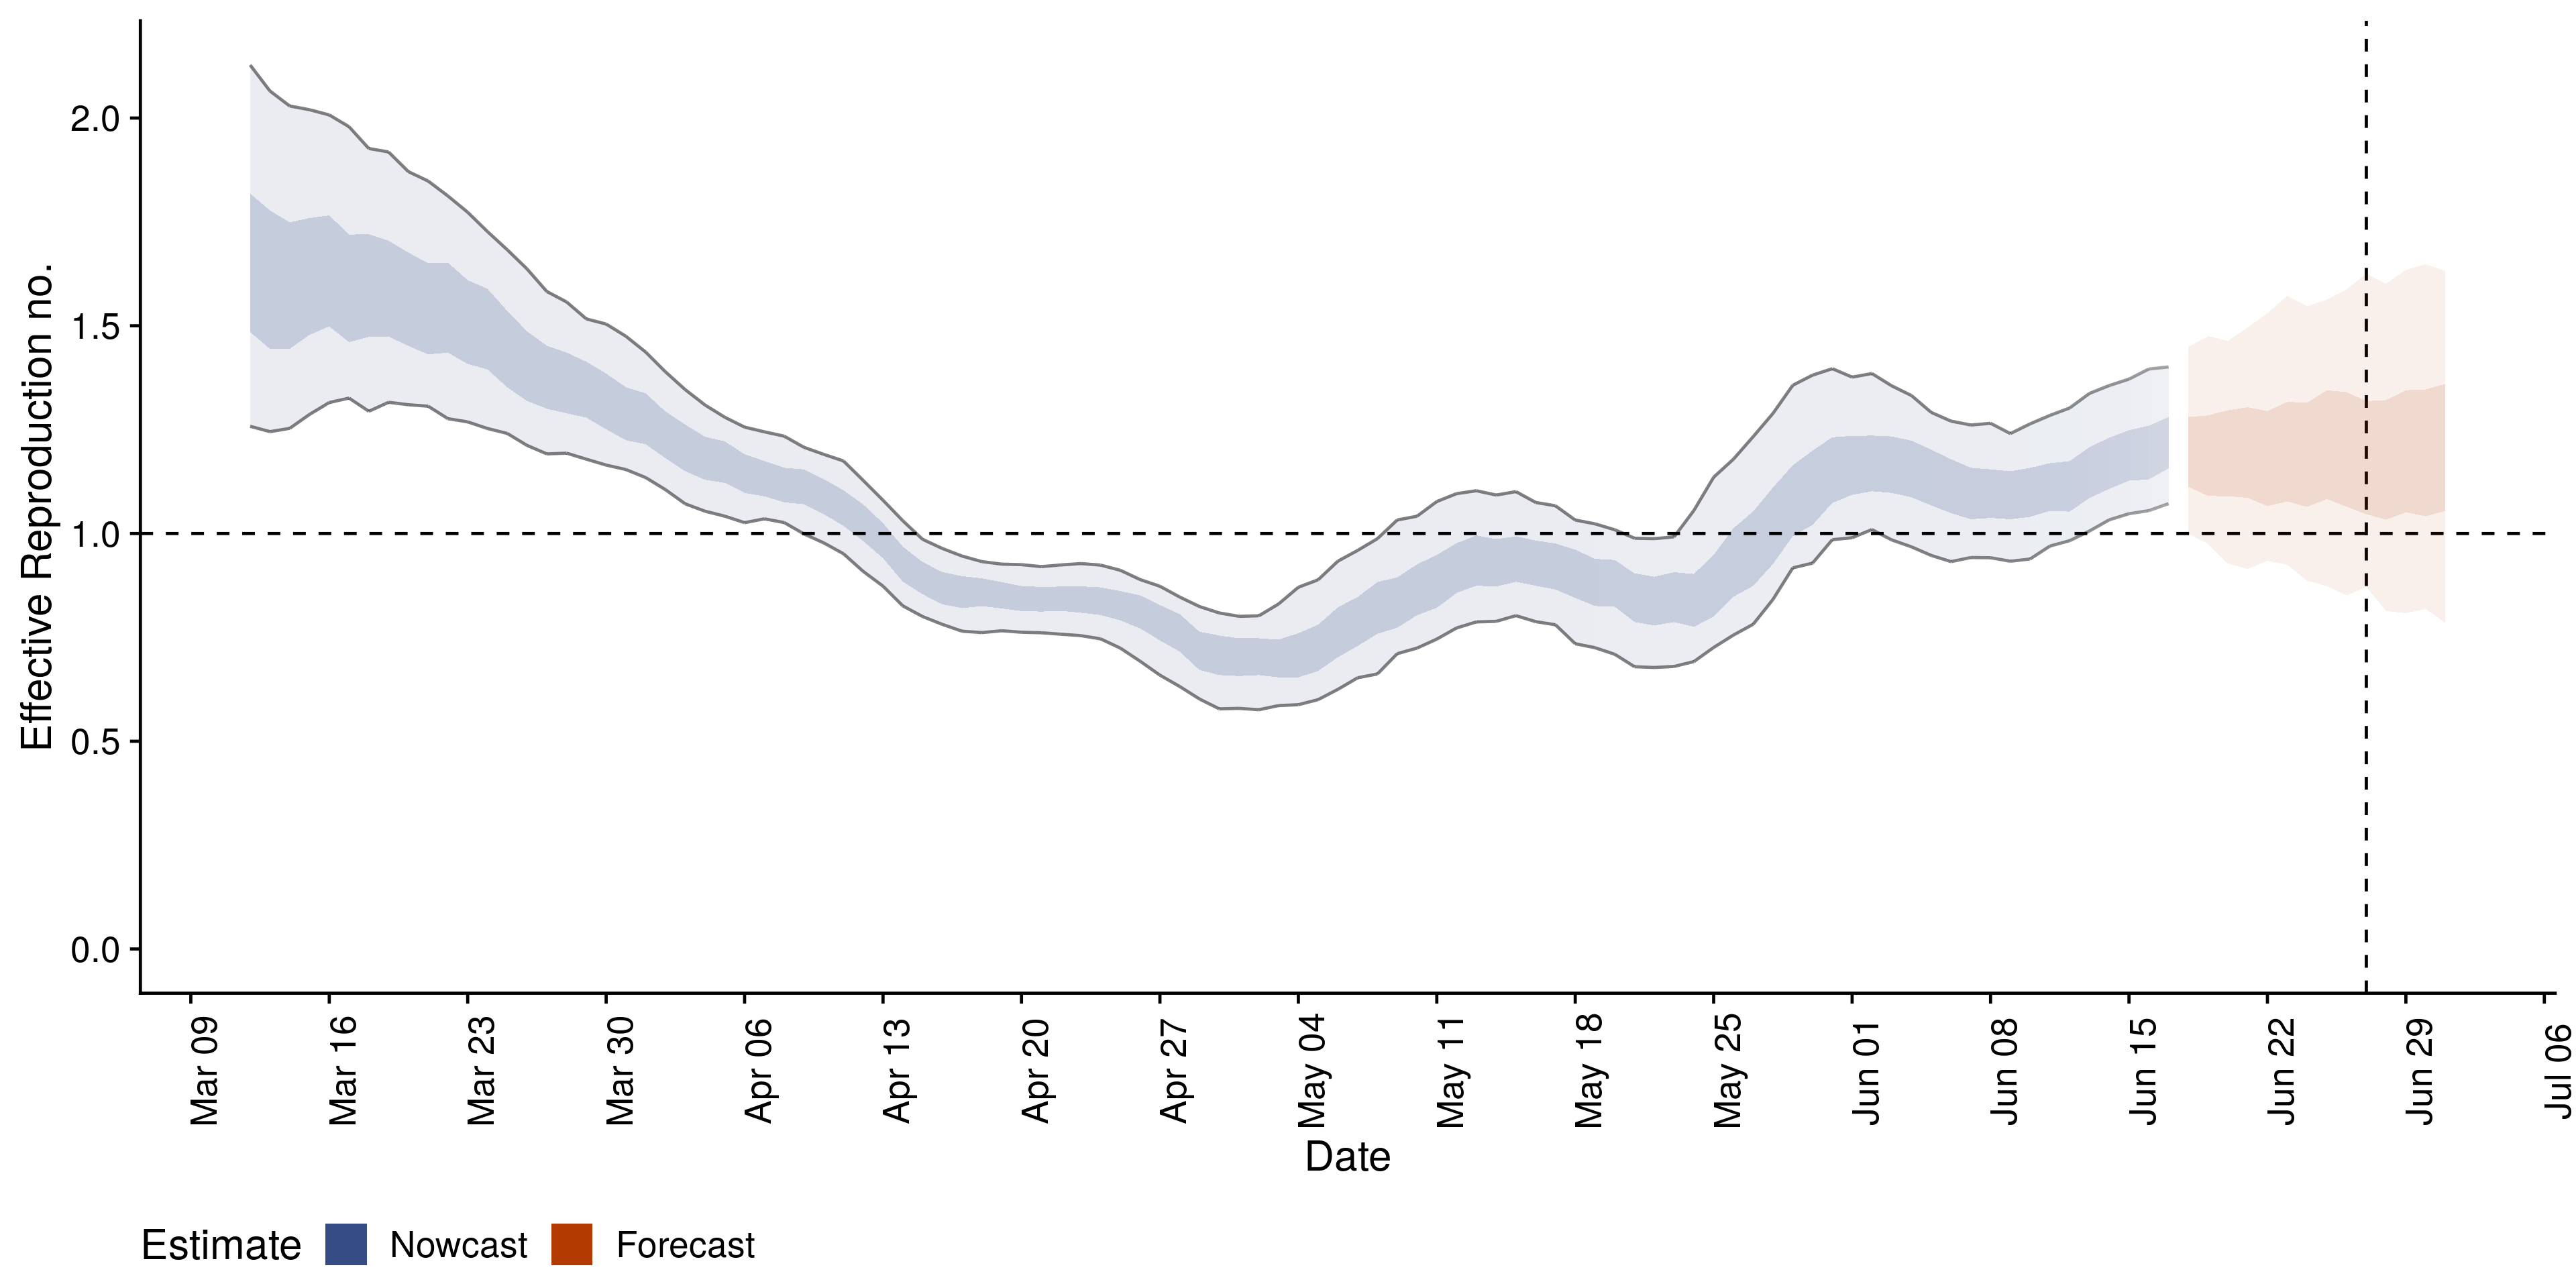 Effective Reproduction no.
2.0
1.5
1.0
0.5
0.0
Mar 09
Mar 16
Mar 23
Mar 30
Apr 06
Apr 13
Apr 20
Apr 27
May 04
May 11
May 18
May 25
Jun 01
Jun 08
Jun 15
Jun 22
Jun 29
Jul 06
Date
Estimate Nowcast Forecast